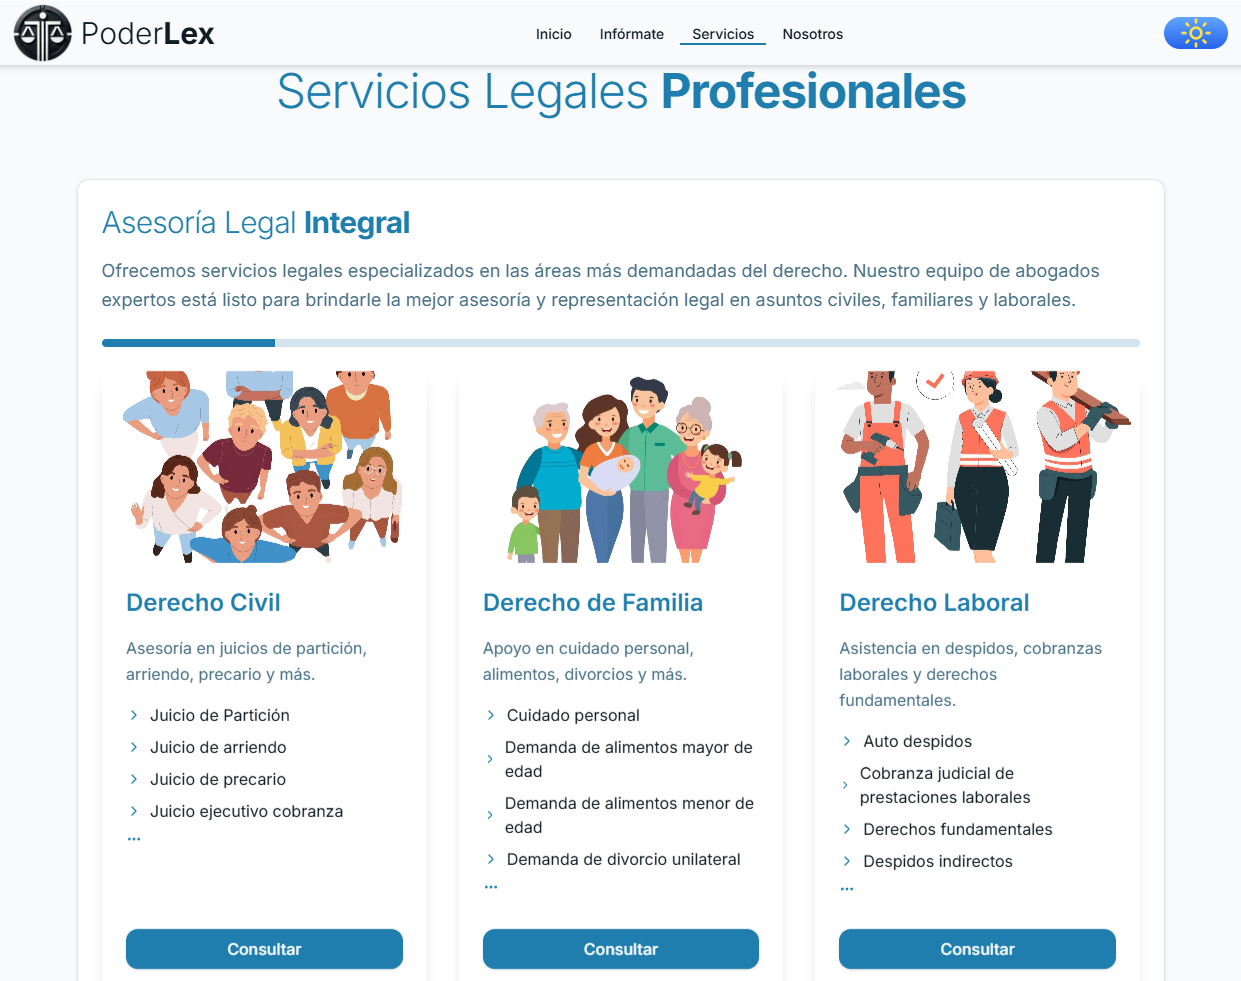 PoderLex
Inicio
Infórmate
Servicios
Nosotros
Servicios Legales Profesionales
Asesoría Legal Integral
Ofrecemos servicios legales especializados en las áreas más demandadas del derecho. Nuestro equipo de abogados
expertos está listo para brindarle la mejor asesoría y representación legal en asuntos civiles, familiares y laborales.
Derecho Civil
Asesoría en juicios de partición,
arriendo, precario y más.
Juicio de Partición
Juicio de arriendo
Juicio de precario
Juicio ejecutivo cobranza
...
Consultar
Derecho de Familia
Apoyo en cuidado personal,
alimentos, divorcios y más.
Cuidado personal
Demanda de alimentos mayor de
edad
Demanda de alimentos menor de
edad
Demanda de divorcio unilateral
...
Consultar
Derecho Laboral
Asistencia en despidos, cobranzas
laborales y derechos
fundamentales.
Auto despidos
Cobranza judicial de
prestaciones laborales
Derechos fundamentales
Despidos indirectos
...
Consultar